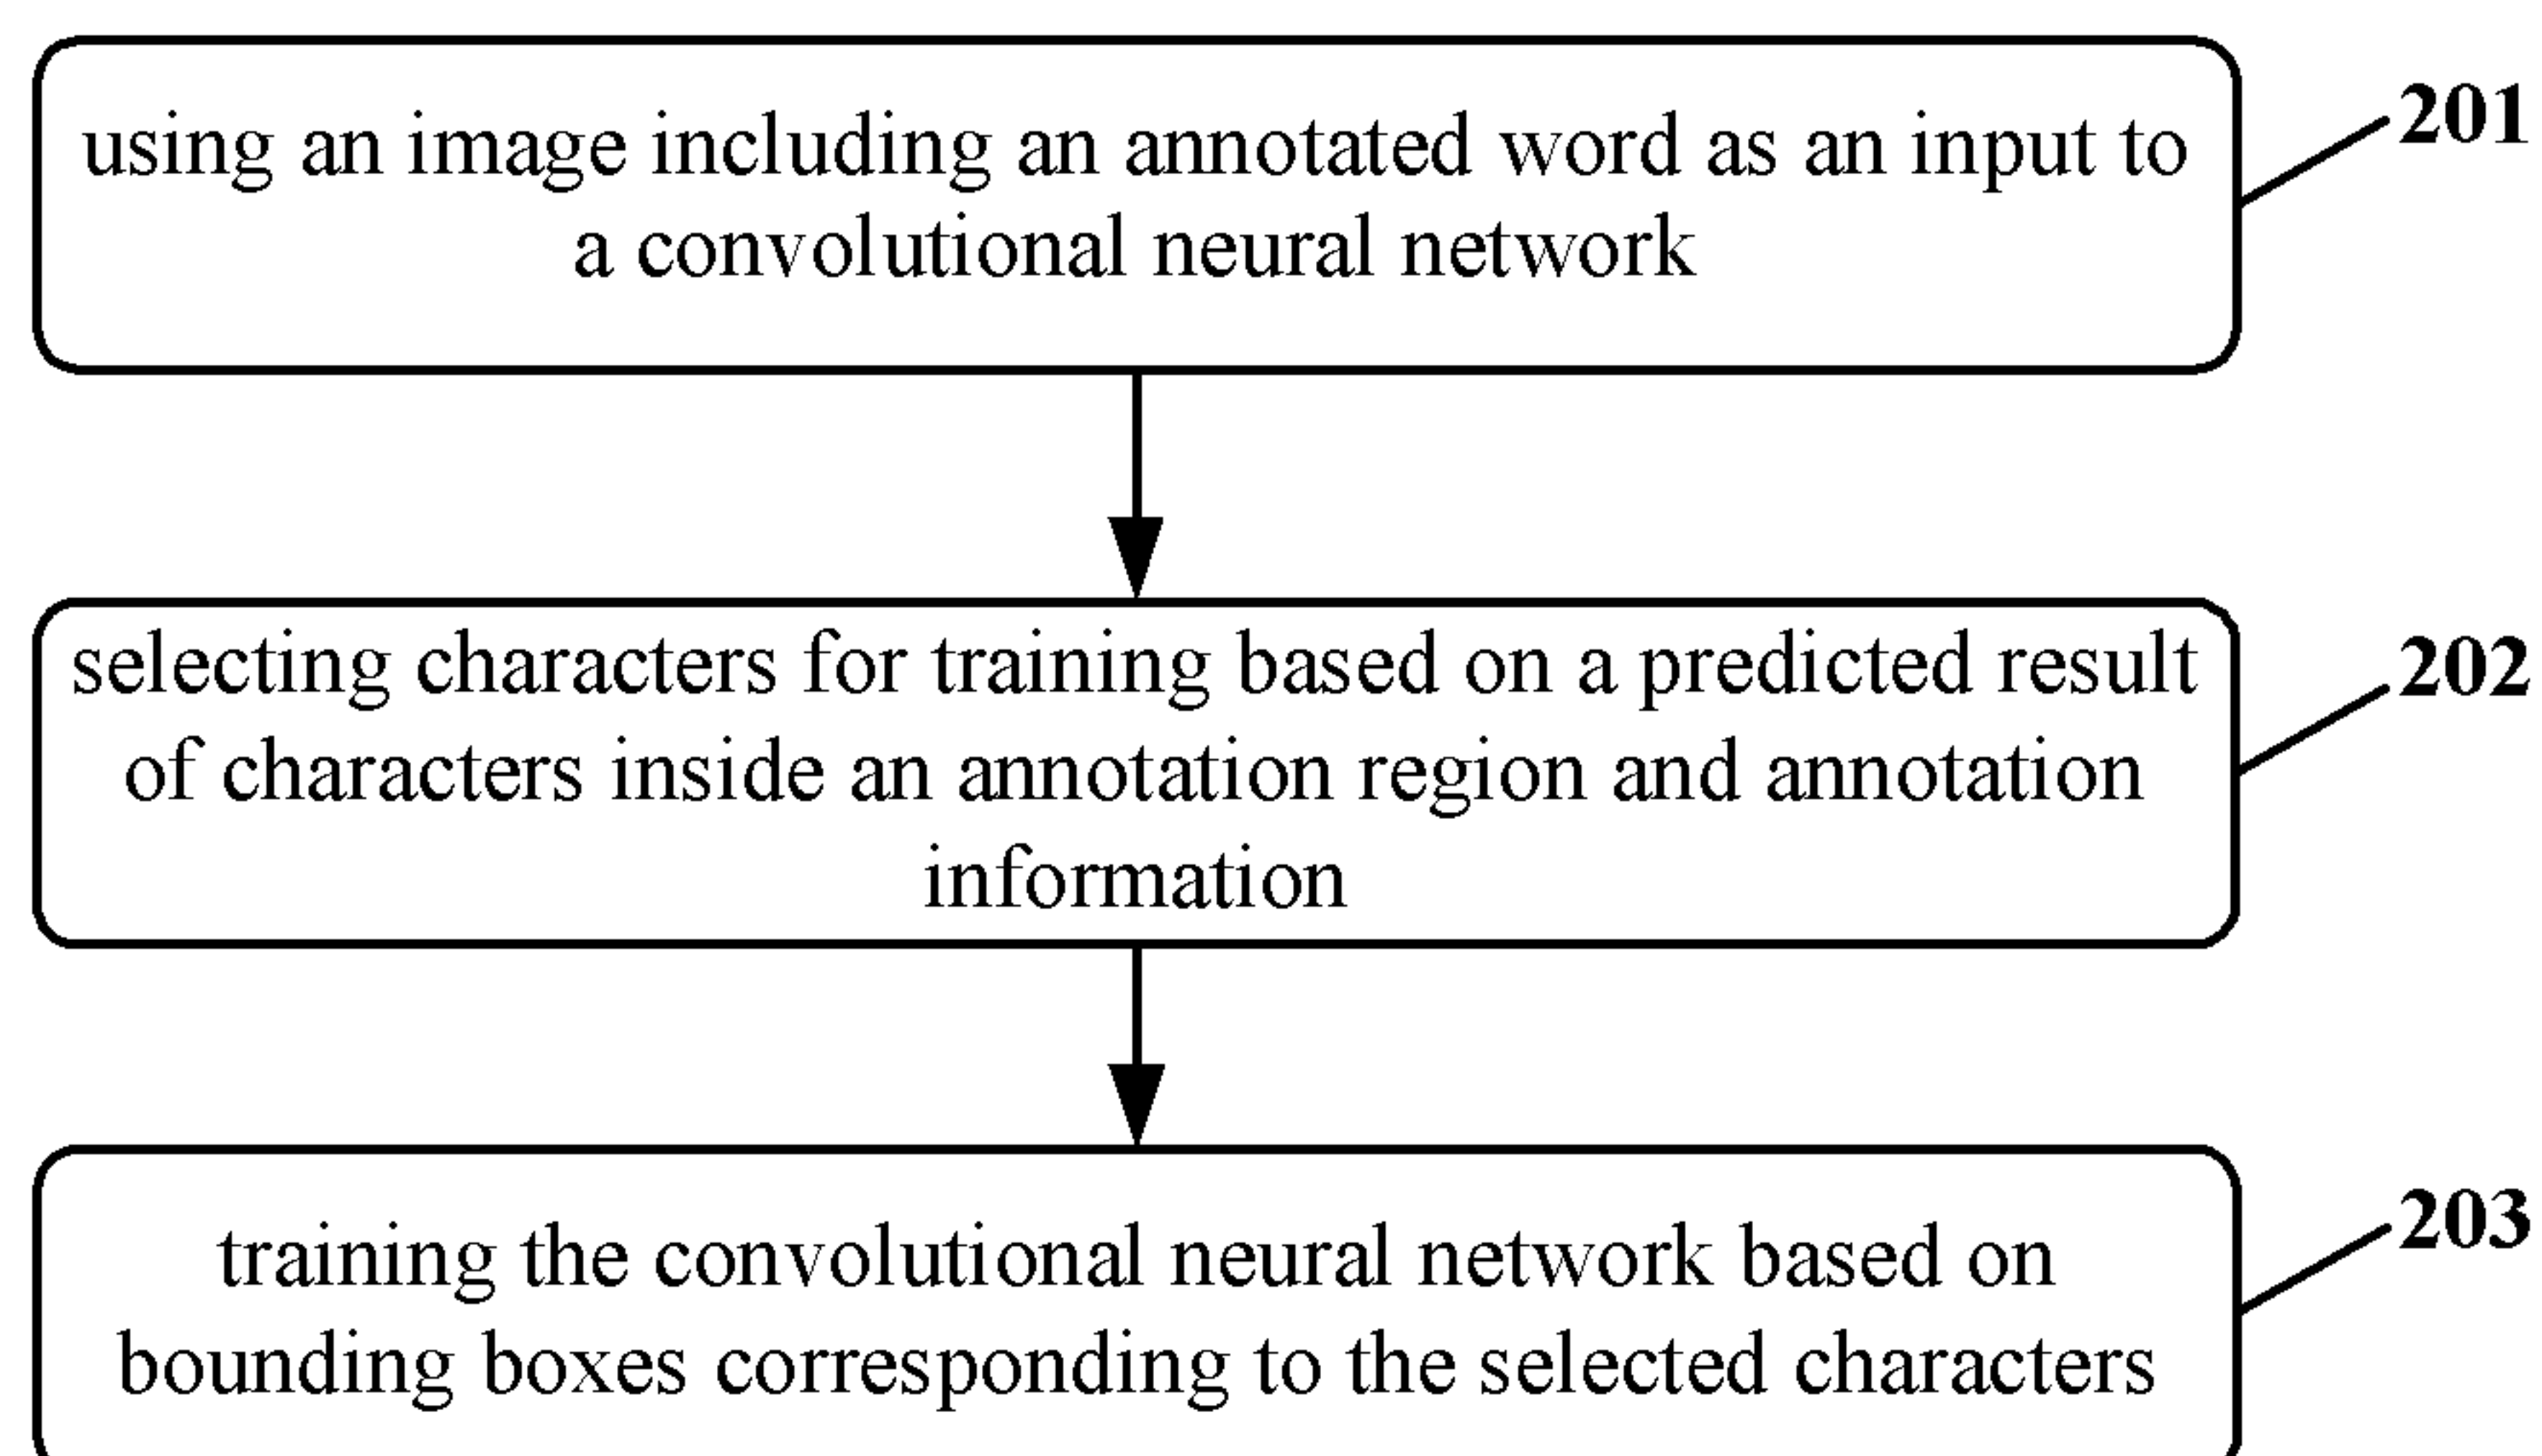 using an image including an annotated word as an input to
a convolutional neural network
201
selecting characters for training based on a predicted result
of characters inside an annotation region and annotation
information
202
training the convolutional neural network based on
bounding boxes corresponding to the selected characters
203